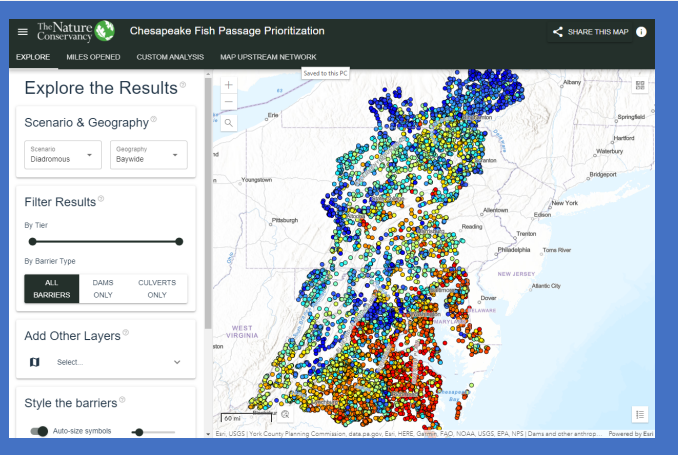 The Nature Conservancy
Chesapeake Fish Passage Prioritization
SHARE THIS MAP
EXPLORE
MILES OPENED
CUSTOM ANALYSIS
MAP UPSTREAM NETWORK
Saved to this PC
Explore the Results
Scenario & Geography
Scenario
Diadromous
Geography
Baywide
Filter Results
By Tier
By Barrier Type
ALL BARRIERS
DAMS ONLY
CULVERTS ONLY
Add Other Layers
Select...
Style the barriers
Auto-size symbols
Erie
Youngstown
Pittsburgh
Ohio
WEST VIRGINIA
Albany
Springfield
Hartford
Waterbury
Bridgeport
New York
Edison
Allentown
Reading
Trenton
Philadelphia
Toms River
NEW JERSEY
Atlantic City
Dover
DELAWARE
MARYLAND
Chesapeake Bay
60 mi
Esri, USGS | York County Planning Commission, data.pa.gov, Esri, HERE, Garmin, FAO, NOAA, USGS, EPA, NPS | Dams and other anthrop...
Powered by Esri